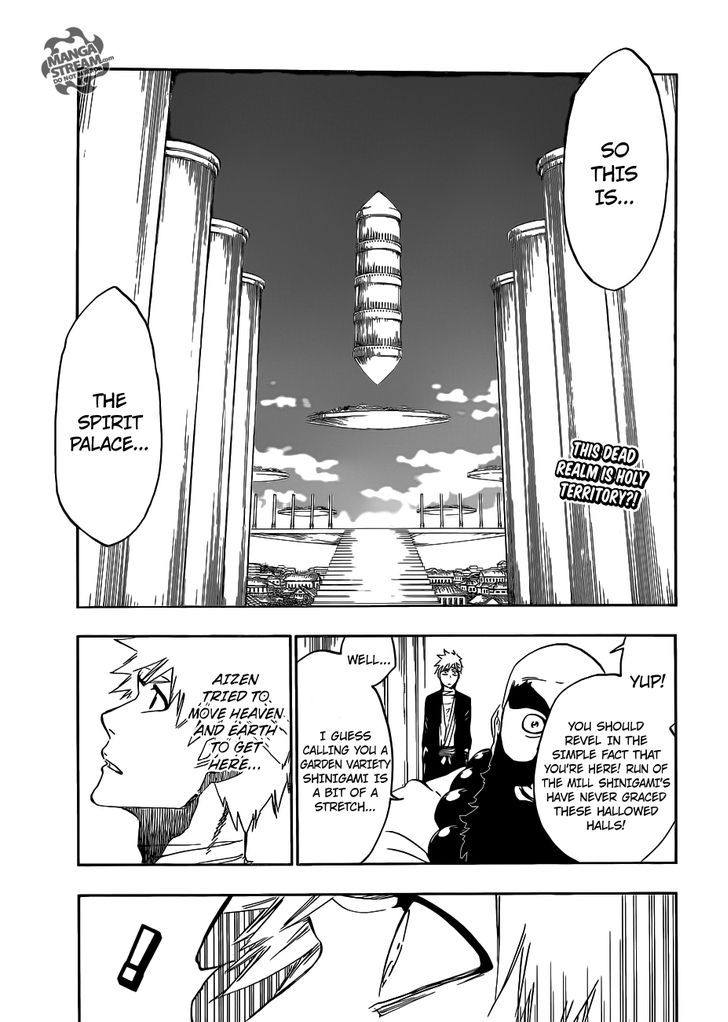 MANGA
STREAM.com
DO NOT MIRROR
SO
THIS
IS...
THE
SPIRIT
PALACE...
THIS DEAD
REALM IS HOLY
TERRITORY?!
YUP!
YOU SHOULD
REVEL IN THE
SIMPLE FACT THAT
YOU'RE HERE! RUN OF
THE MILL SHINIGAMI'S
HAVE NEVER GRACED
THESE HALLOWED
HALLS!
WELL...
I GUESS
CALLING YOU A
GARDEN VARIETY
SHINIGAMI IS
A BIT OF A
STRETCH...
AIZEN
TRIED TO
MOVE HEAVEN
AND EARTH
TO GET
HERE...
!